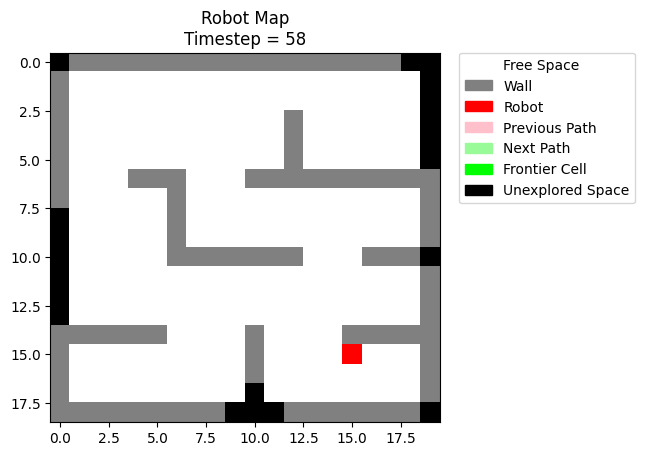 Robot Map
Timestep = 58
0.0
2.5
5.0
7.5
10.0
12.5
15.0
17.5
0.0
2.5
5.0
7.5
10.0
12.5
15.0
17.5
Free Space
Wall
Robot
Previous Path
Next Path
Frontier Cell
Unexplored Space